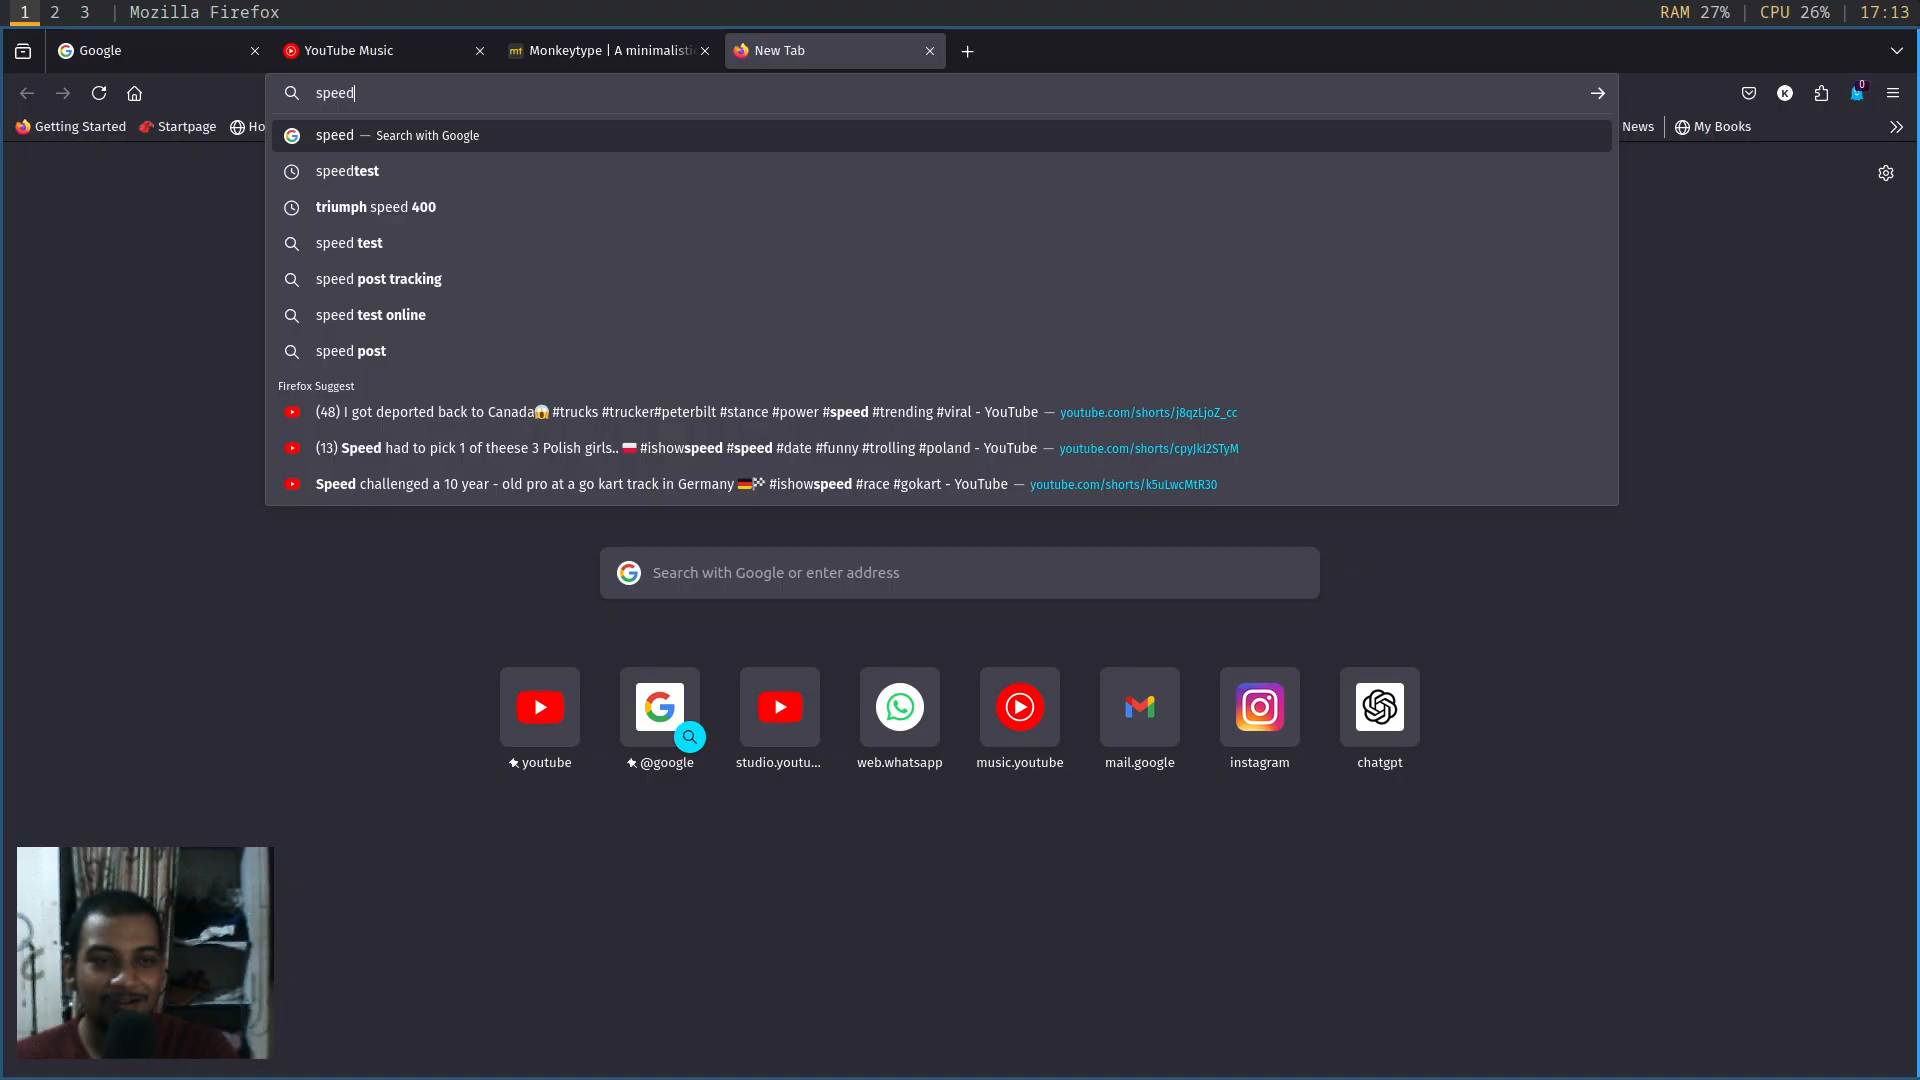 1 2 3 | Mozilla Firefox
RAM 27% | CPU 26% | 17:13
Google
YouTube Music
mt Monkeytype | A minimalisti
New Tab
speed
0
K
Getting Started
Startpage
Ho
News
My Books
speed — Search with Google
speedtest
triumph speed 400
speed test
speed post tracking
speed test online
speed post
Firefox Suggest
(48) I got deported back to Canada😱 #trucks #trucker#peterbilt #stance #power #speed #trending #viral - YouTube — youtube.com/shorts/j8qzLjoZ_cc
(13) Speed had to pick 1 of theese 3 Polish girls.. 🇵🇱 #ishowspeed #speed #date #funny #trolling #poland - YouTube — youtube.com/shorts/cpyJkI2STyM
Speed challenged a 10 year - old pro at a go kart track in Germany 🇩🇪🏁 #ishowspeed #race #gokart - YouTube — youtube.com/shorts/k5uLwcMtR30
Search with Google or enter address
youtube
@google
studio.youtu...
web.whatsapp
music.youtube
mail.google
instagram
chatgpt